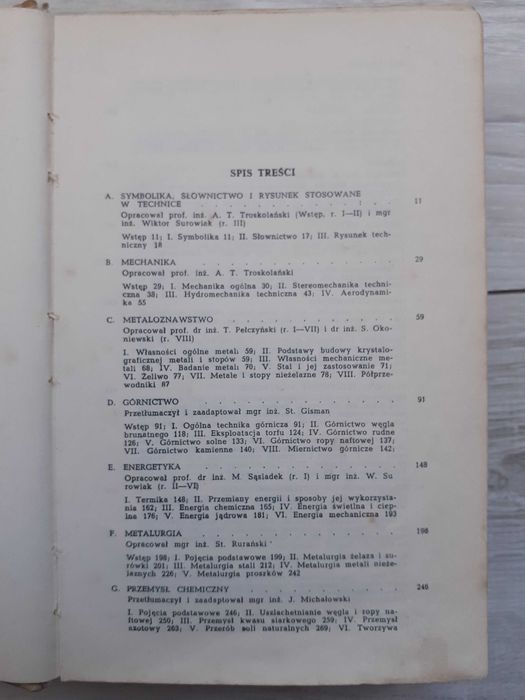 SPIS TREŚCI
A. SYMBOLIKA, SŁOWNICTWO I RYSUNEK STOSOWANE
W TECHNICE . . . . . . . . . . . . 11
Opracował prof. inż. A. T. Troskolański (Wstęp, r. I—II) i mgr
inż. Wiktor Surowiak (r. III)
Wstęp 11; I. Symbolika 11; II. Słownictwo 17; III. Rysunek tech-
niczny 18
B. MECHANIKA . . . . . . . . . . . . 29
Opracował prof. inż. A. T. Troskolański
Wstęp 29; I. Mechanika ogólna 30; II. Stereomechanika techni-
czna 38; III. Hydromechanika techniczna 43; IV. Aerodynami-
ka 55
C. METALOZNAWSTWO . . . . . . . . . . 59
Opracował prof. dr inż. T. Pełczyński (r. I—VII) i dr inż. S. Oko-
niewski (r. VIII)
I. Własności ogólne metali 59; II. Podstawy budowy krystalo-
graficznej metali i stopów 59; III. Własności mechaniczne me-
tali 68; IV. Badanie metali 70; V. Stal i jej zastosowanie 71;
VI. Żeliwo 77; VII. Metale i stopy nieżelazne 78; VIII. Półprze-
wodniki 87
D. GÓRNICTWO . . . . . . . . . . . . 91
Przetłumaczył i zaadaptował mgr inż. St. Gisman
Wstęp 91; I. Ogólna technika górnicza 91; II. Górnictwo węgla
brunatnego 118; III. Eksploatacja torfu 124; IV. Górnictwo rudne
126; V. Górnictwo solne 133; VI. Górnictwo ropy naftowej 137;
VII. Górnictwo kamienne 140; VIII. Miernictwo górnicze 142;
E. ENERGETYKA . . . . . . . . . . . . 148
Opracował prof. dr inż. M. Sąsiadek (r. I) i mgr inż. W. Su
rowiak (r. II—VI)
I. Termika 148; II. Przemiany energii i sposoby jej wykorzysta-
nia 162; III. Energia chemiczna 165; IV. Energia świetlna i ciep-
lna 176; V. Energia jądrowa 181; VI. Energia mechaniczna 193
F. METALURGIA . . . . . . . . . . . . 198
Opracował mgr inż. St. Rurański
Wstęp 198; I. Pojęcia podstawowe 199; II. Metalurgia żelaza i su-
rówki 201; III. Metalurgia stali 212; IV. Metalurgia metali nieże-
laznych 226; V. Metalurgia proszków 242
G. PRZEMYSŁ CHEMICZNY . . . . . . . . . . 246
Przetłumaczył i zaadaptował mgr inż. J. Michałowski
I. Pojęcia podstawowe 246; II. Uszlachetnianie węgla i ropy na-
ftowej 250; III. Przemysł kwasu siarkowego 259; IV. Przemysł
azotowy 263; V. Przerób soli naturalnych 269; VI. Tworzywa